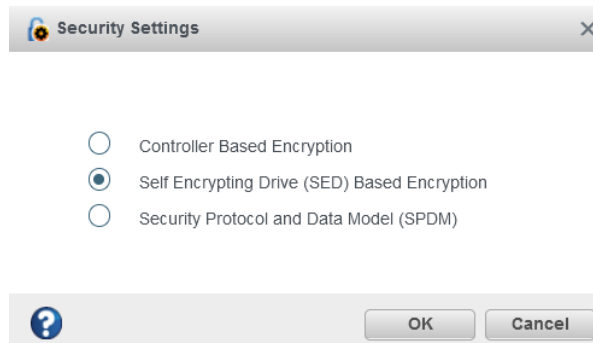 Security Settings
Controller Based Encryption
Self Encrypting Drive (SED) Based Encryption
Security Protocol and Data Model (SPDM)
? OK Cancel